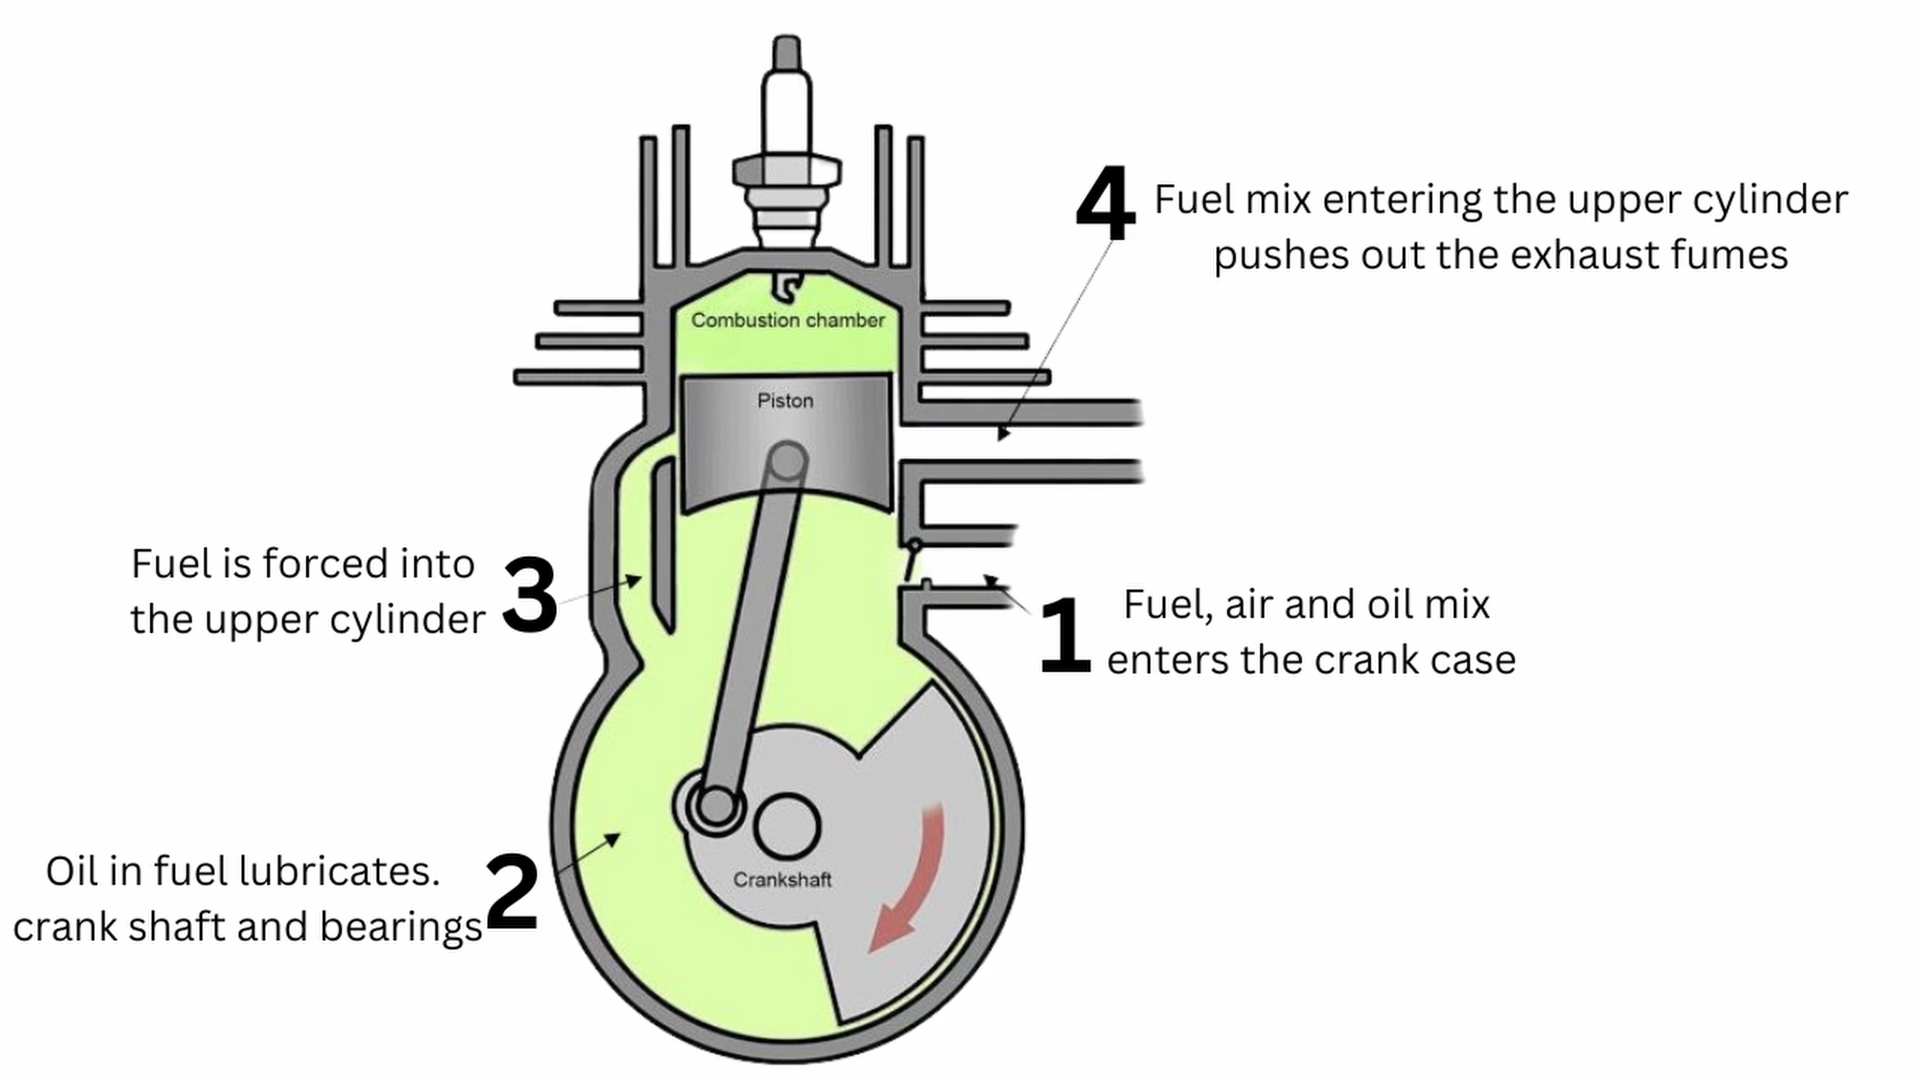 4
Fuel mix entering the upper cylinder
pushes out the exhaust fumes
Combustion chamber
Piston
Fuel is forced into
the upper cylinder
3
1
Fuel, air and oil mix
enters the crank case
Oil in fuel lubricates.
crank shaft and bearings
2
Crankshaft